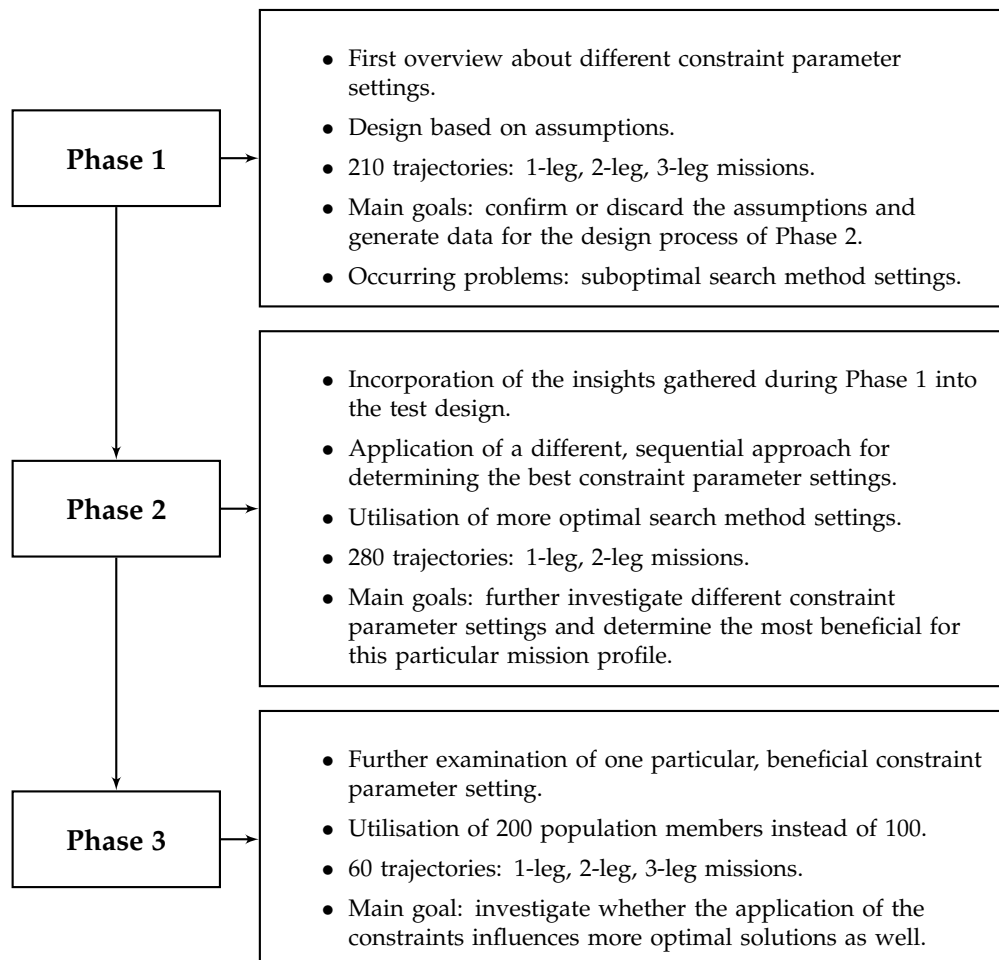 Phase 1
• First overview about different constraint parameter
settings.
• Design based on assumptions.
• 210 trajectories: 1-leg, 2-leg, 3-leg missions.
• Main goals: confirm or discard the assumptions and
generate data for the design process of Phase 2.
• Occurring problems: suboptimal search method settings.
Phase 2
• Incorporation of the insights gathered during Phase 1 into
the test design.
• Application of a different, sequential approach for
determining the best constraint parameter settings.
• Utilisation of more optimal search method settings.
• 280 trajectories: 1-leg, 2-leg missions.
• Main goals: further investigate different constraint
parameter settings and determine the most beneficial for
this particular mission profile.
Phase 3
• Further examination of one particular, beneficial constraint
parameter setting.
• Utilisation of 200 population members instead of 100.
• 60 trajectories: 1-leg, 2-leg, 3-leg missions.
• Main goal: investigate whether the application of the
constraints influences more optimal solutions as well.